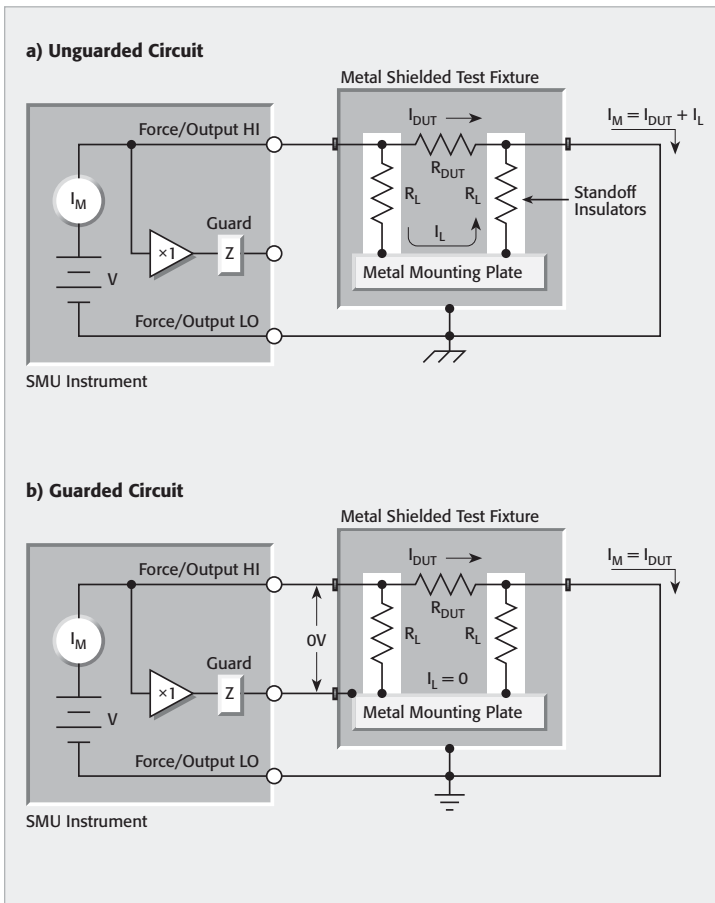 a) Unguarded Circuit
Metal Shielded Test Fixture
Force/Output HI
I_DUT
I_M = I_DUT + I_L
R_DUT
I_M
R_L
R_L
Standoff
Insulators
Guard
I_L
×1
Z
V
Metal Mounting Plate
Force/Output LO
SMU Instrument
b) Guarded Circuit
Metal Shielded Test Fixture
Force/Output HI
I_DUT
I_M = I_DUT
R_DUT
I_M
0V
R_L
R_L
Guard
I_L = 0
×1
Z
V
Metal Mounting Plate
Force/Output LO
SMU Instrument